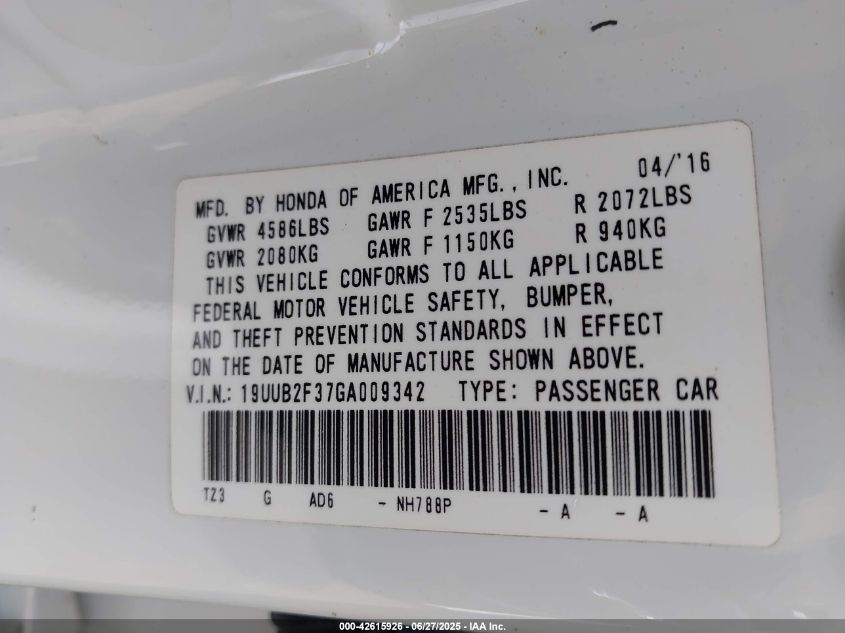 MFD. BY HONDA OF AMERICA MFG., INC. 04/'16
GVWR 4586LBS GAWR F 2535LBS R 2072LBS
GVWR 2080KG GAWR F 1150KG R 940KG
THIS VEHICLE CONFORMS TO ALL APPLICABLE
FEDERAL MOTOR VEHICLE SAFETY, BUMPER,
AND THEFT PREVENTION STANDARDS IN EFFECT
ON THE DATE OF MANUFACTURE SHOWN ABOVE.
V.I.N.: 19UUB2F37GA009342 TYPE: PASSENGER CAR
TZ3 G AD6 - NH788P - A - A
000-42615926 - 06/27/2025 - IAA Inc.